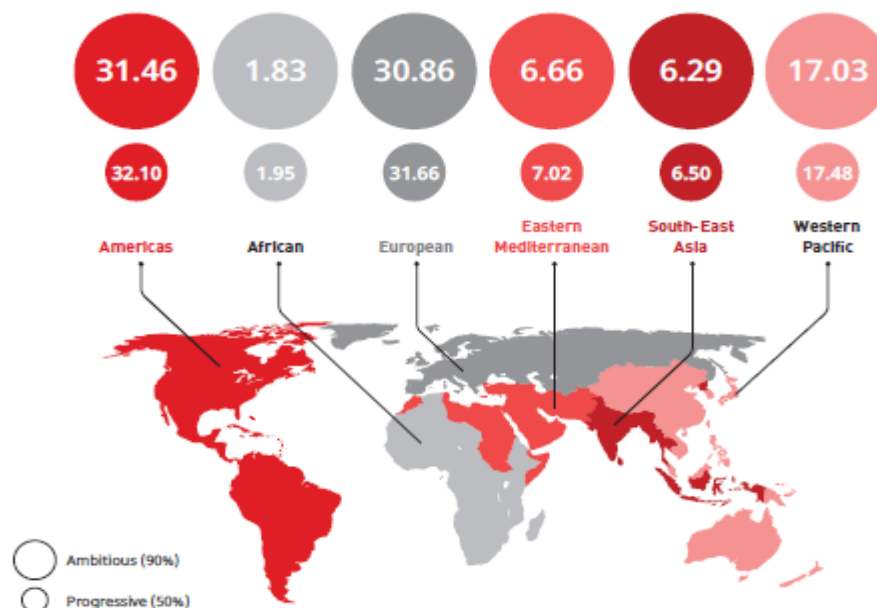 31.46 1.83 30.86 6.66 6.29 17.03
32.10 1.95 31.66 7.02 6.50 17.48
Americas African European Eastern Mediterranean South-East Asia Western Pacific
Ambitious (90%)
Progressive (50%)